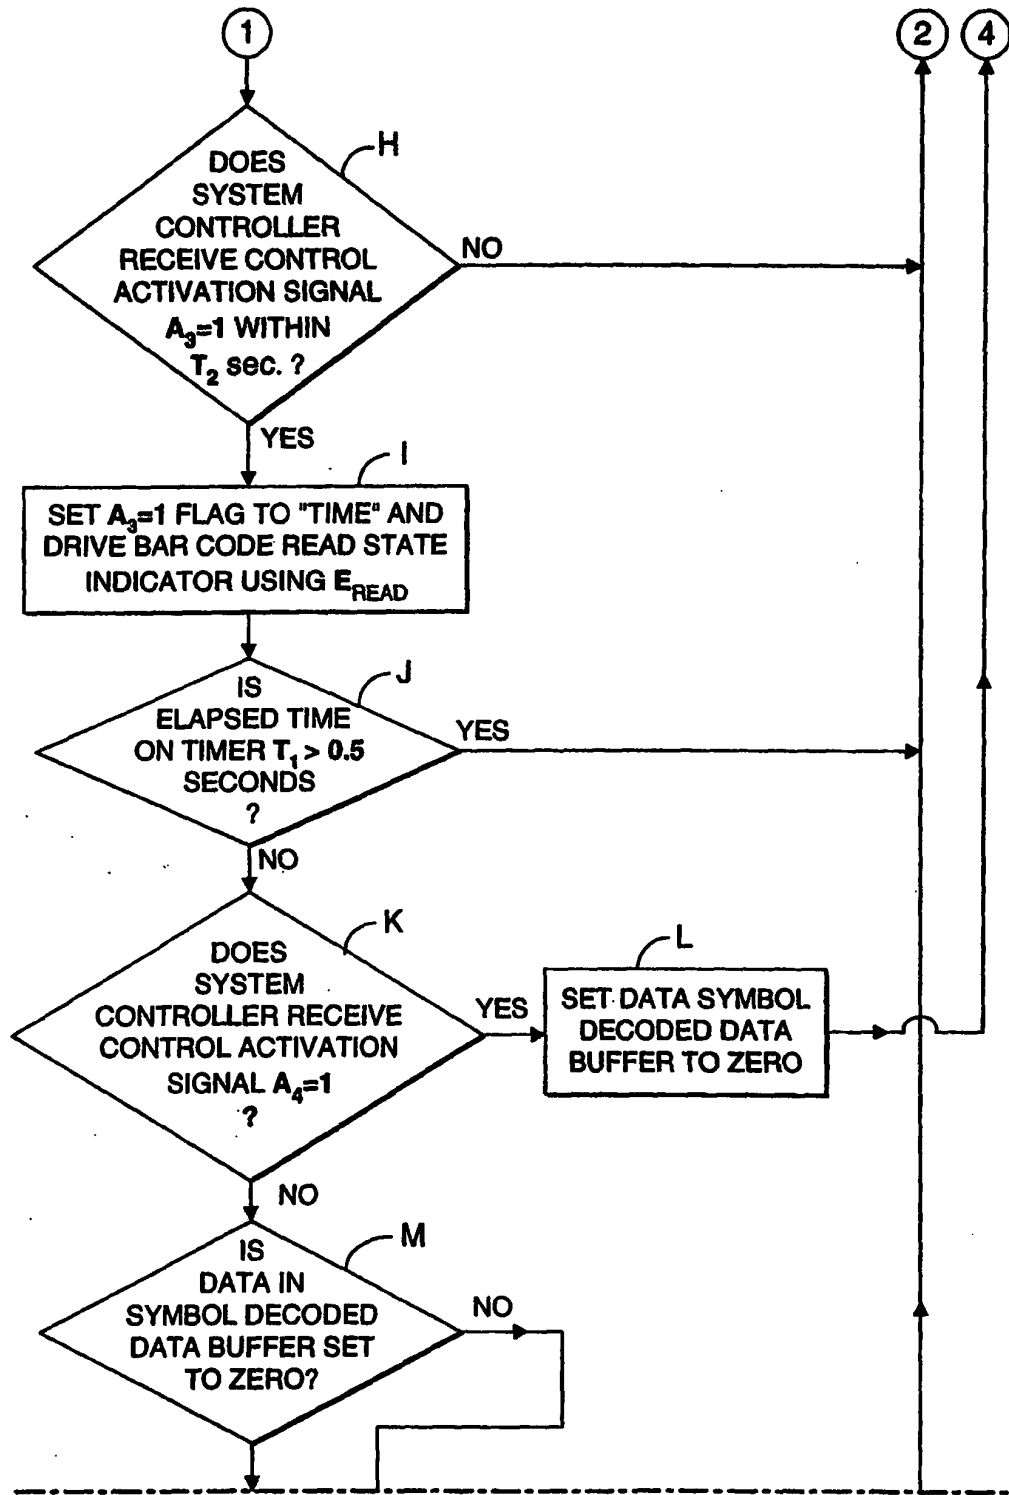 1
2
4
H
DOES
SYSTEM
CONTROLLER
RECEIVE CONTROL
ACTIVATION SIGNAL
A3=1 WITHIN
T2 sec. ?
NO
YES
I
SET A3=1 FLAG TO "TIME" AND
DRIVE BAR CODE READ STATE
INDICATOR USING EREAD
J
IS
ELAPSED TIME
ON TIMER T1 > 0.5
SECONDS
?
YES
NO
K
DOES
SYSTEM
CONTROLLER RECEIVE
CONTROL ACTIVATION
SIGNAL A4=1
?
YES
L
SET DATA SYMBOL
DECODED DATA
BUFFER TO ZERO
NO
M
IS
DATA IN
SYMBOL DECODED
DATA BUFFER SET
TO ZERO?
NO